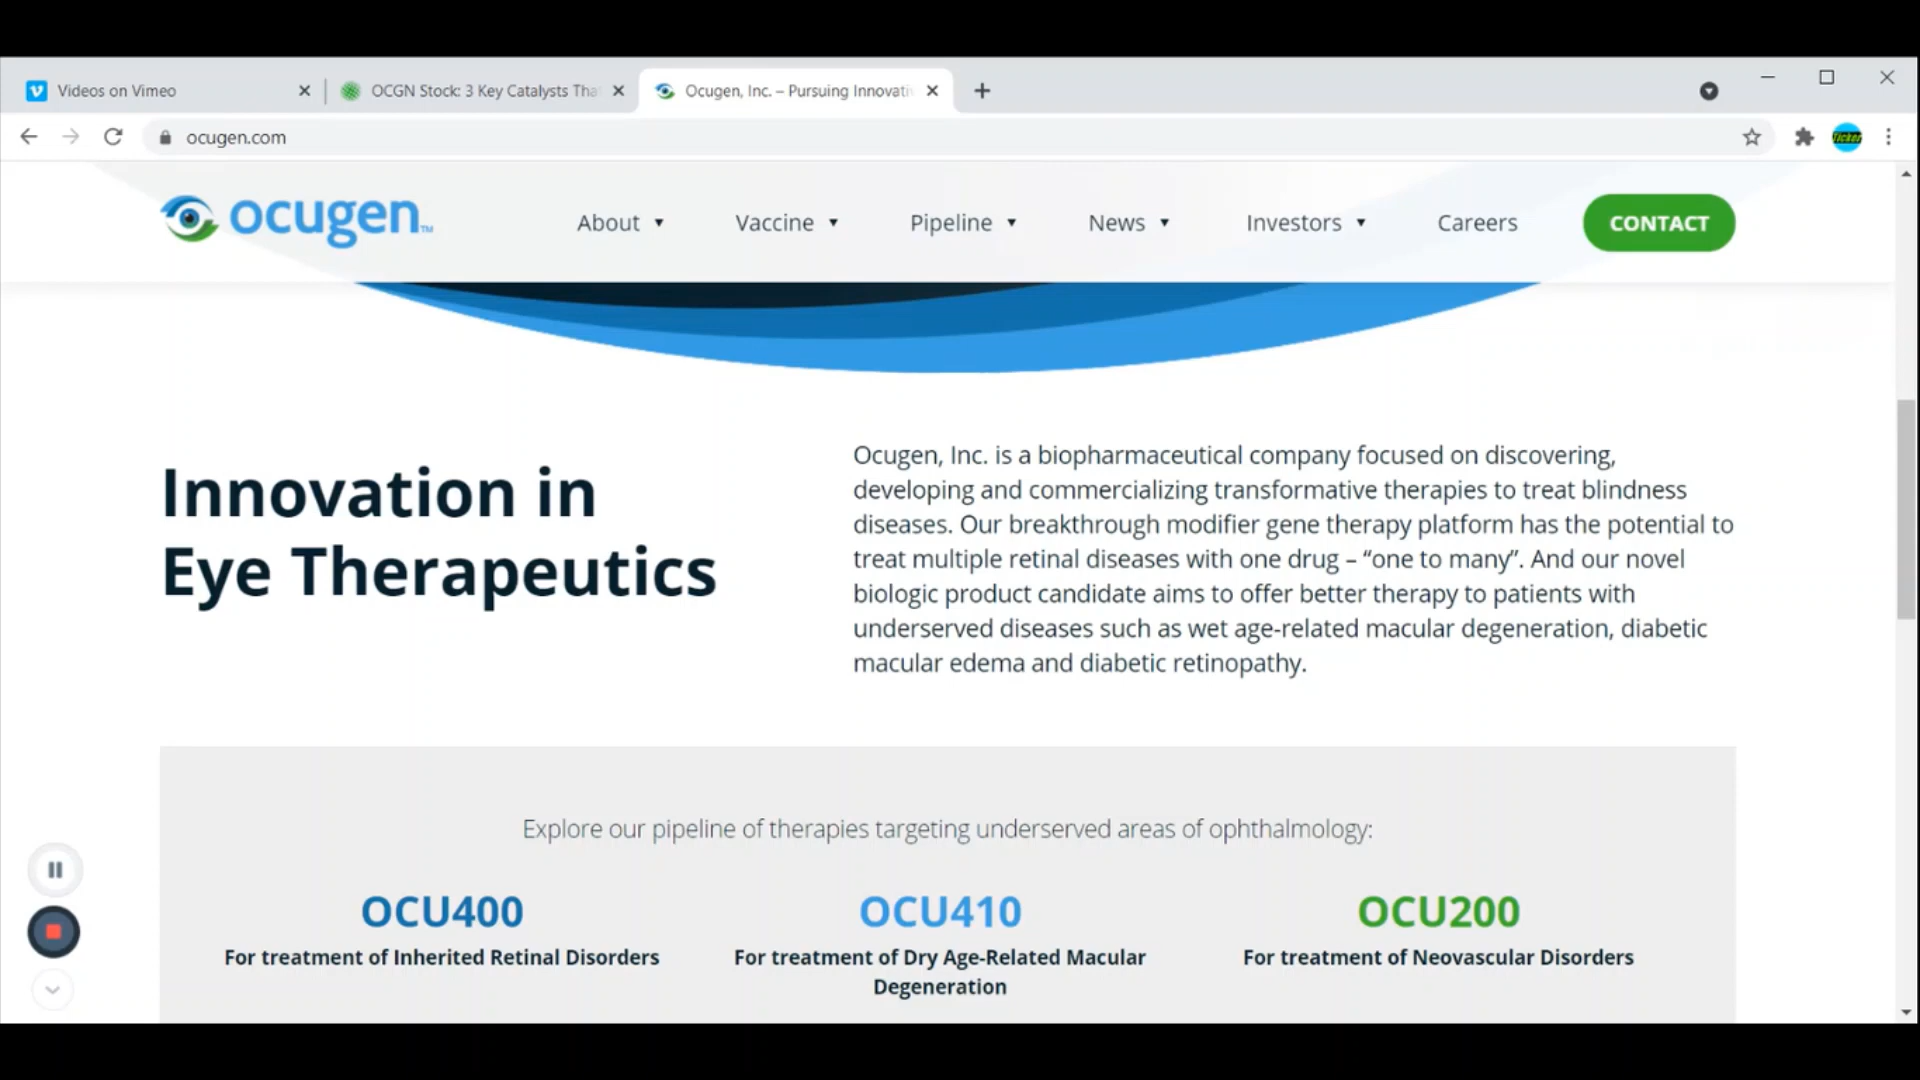 Videos on Vimeo
OCGN Stock: 3 Key Catalysts Tha
Ocugen, Inc. – Pursuing Innovati
ocugen.com
Ticker
ocugen™
About
Vaccine
Pipeline
News
Investors
Careers
CONTACT
Innovation in
Eye Therapeutics
Ocugen, Inc. is a biopharmaceutical company focused on discovering,
developing and commercializing transformative therapies to treat blindness
diseases. Our breakthrough modifier gene therapy platform has the potential to
treat multiple retinal diseases with one drug – “one to many”. And our novel
biologic product candidate aims to offer better therapy to patients with
underserved diseases such as wet age-related macular degeneration, diabetic
macular edema and diabetic retinopathy.
Explore our pipeline of therapies targeting underserved areas of ophthalmology:
OCU400
For treatment of Inherited Retinal Disorders
OCU410
For treatment of Dry Age-Related Macular
Degeneration
OCU200
For treatment of Neovascular Disorders